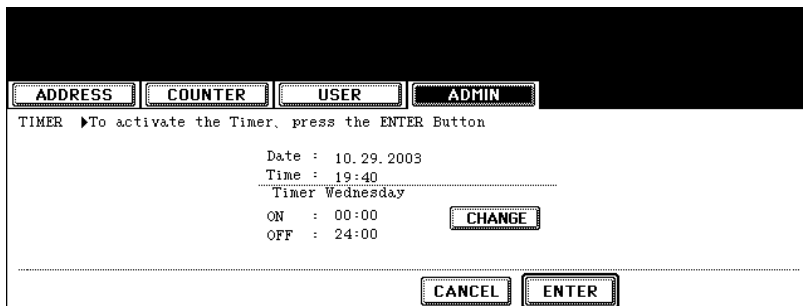 ADDRESS COUNTER USER ADMIN
TIMER ▶To activate the Timer, press the ENTER Button
Date : 10.29.2003
Time : 19:40
Timer Wednesday
ON : 00:00 CHANGE
OFF : 24:00
CANCEL ENTER